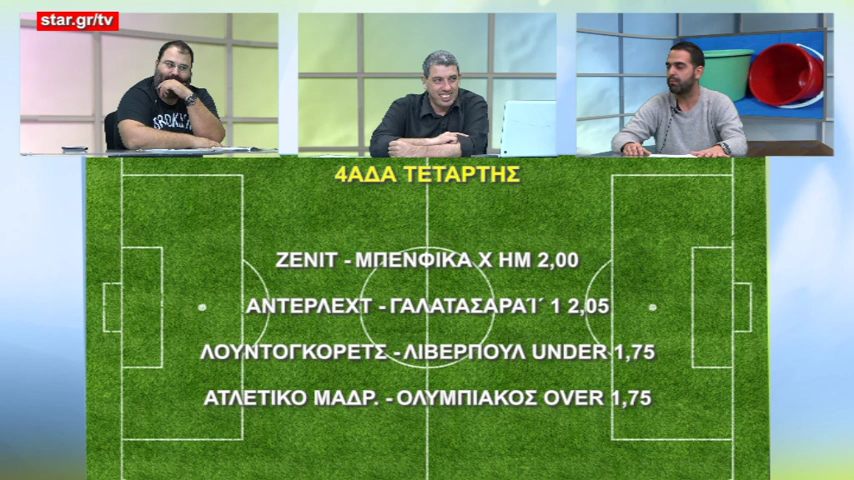 star.gr/tv
4ΑΔΑ ΤΕΤΑΡΤΗΣ
ΖΕΝΙΤ - ΜΠΕΝΦΙΚΑ Χ ΗΜ 2,00
ΑΝΤΕΡΛΕΧΤ - ΓΑΛΑΤΑΣΑΡΑΪ́ 1 2,05
ΛΟΥΝΤΟΓΚΟΡΕΤΣ - ΛΙΒΕΡΠΟΥΛ UNDER 1,75
ΑΤΛΕΤΙΚΟ ΜΑΔΡ. - ΟΛΥΜΠΙΑΚΟΣ OVER 1,75